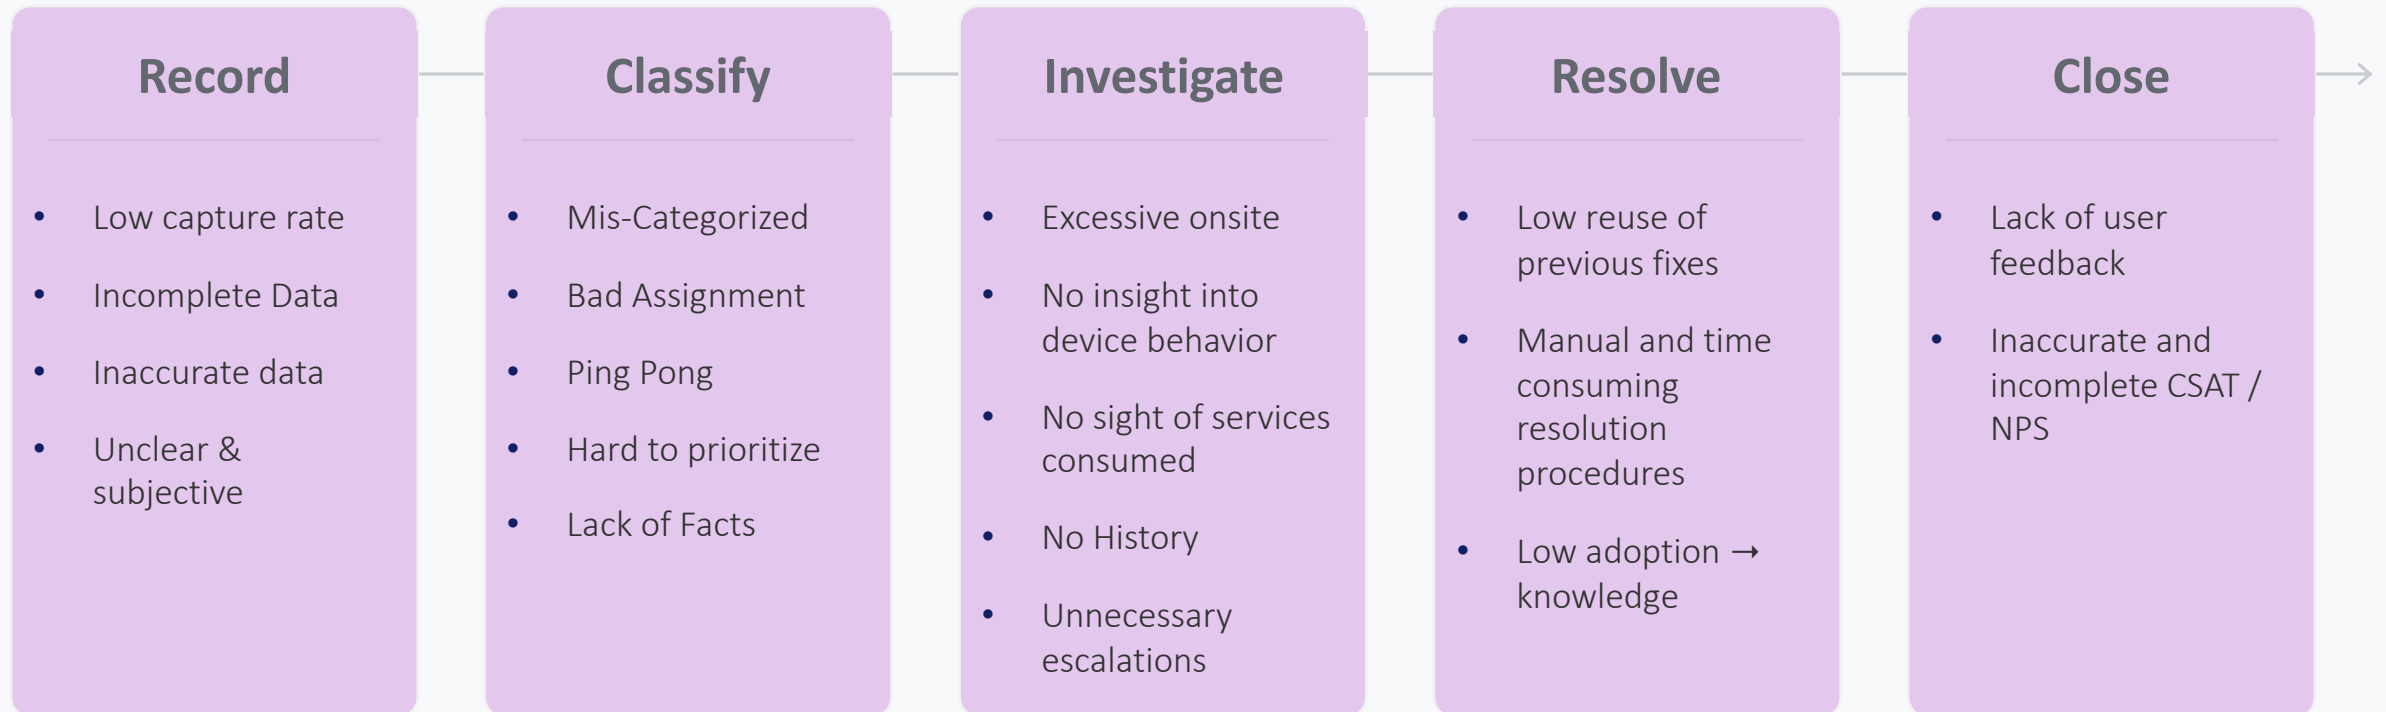 Record
• Low capture rate
• Incomplete Data
• Inaccurate data
• Unclear &
subjective
Classify
• Mis-Categorized
• Bad Assignment
• Ping Pong
• Hard to prioritize
• Lack of Facts
Investigate
• Excessive onsite
• No insight into
device behavior
• No sight of services
consumed
• No History
• Unnecessary
escalations
Resolve
• Low reuse of
previous fixes
• Manual and time
consuming
resolution
procedures
• Low adoption →
knowledge
Close
• Lack of user
feedback
• Inaccurate and
incomplete CSAT /
NPS